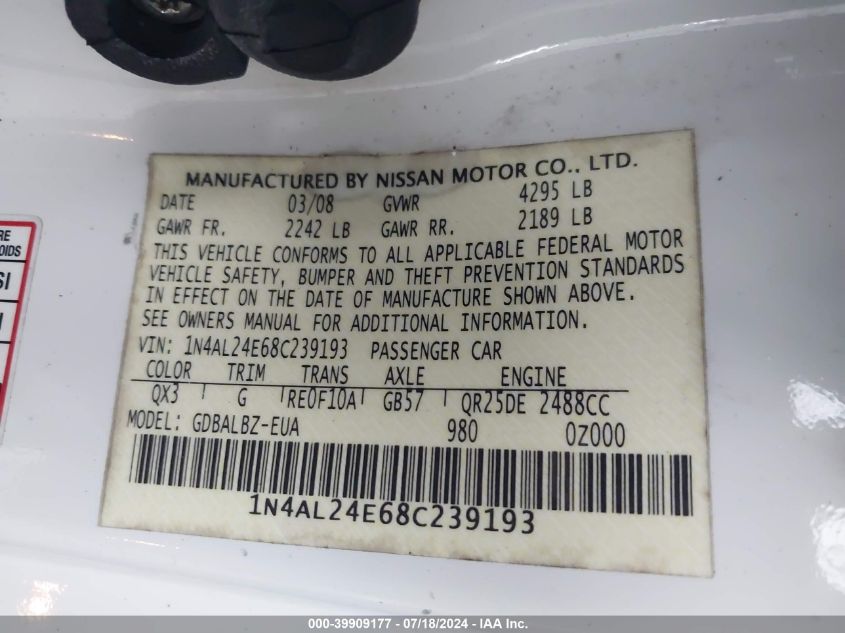 MANUFACTURED BY NISSAN MOTOR CO., LTD.
DATE 03/08 GVWR 4295 LB
GAWR FR. 2242 LB GAWR RR. 2189 LB
THIS VEHICLE CONFORMS TO ALL APPLICABLE FEDERAL MOTOR
VEHICLE SAFETY, BUMPER AND THEFT PREVENTION STANDARDS
IN EFFECT ON THE DATE OF MANUFACTURE SHOWN ABOVE.
SEE OWNERS MANUAL FOR ADDITIONAL INFORMATION.
VIN: 1N4AL24E68C239193 PASSENGER CAR
COLOR TRIM TRANS AXLE ENGINE
QX3 G RE0F10A GB57 QR25DE 2488CC
MODEL: GDBALBZ-EUA 980 0Z000
1N4AL24E68C239193
000-39909177 - 07/18/2024 - IAA Inc.